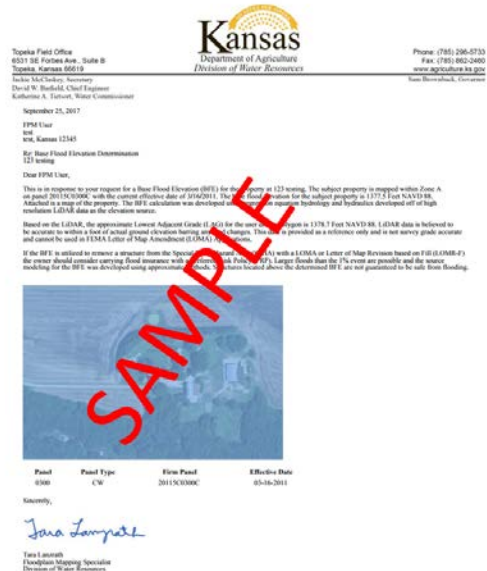 Kansas
Department of Agriculture
Division of Water Resources
Topeka Field Office
6531 SE Forbes Ave., Suite B
Topeka, Kansas 66619
Phone: (785) 296-5733
Fax: (785) 862-2460
www.agriculture.ks.gov
Jackie McClaskey, Secretary
David W. Barfield, Chief Engineer
Katherine A. Tietsort, Water Commissioner
Sam Brownback, Governor
September 25, 2017
FPM User
test
test, Kansas 12345
Re: Base Flood Elevation Determination
123 testing
Dear FPM User,
This is in response to your request for a Base Flood Elevation (BFE) for the property at 123 testing. The subject property is mapped within Zone A
on panel 20115C0300C with the current effective date of 3/16/2011. The base flood elevation for the subject property is 1377.5 Feet NAVD 88.
Attached is a map of the property. The BFE calculation was developed using regression equation hydrology and hydraulics developed off of high
resolution LiDAR data as the elevation source.
Based on the LiDAR, the approximate Lowest Adjacent Grade (LAG) for the user polygon is 1378.7 Feet NAVD 88. LiDAR data is believed to
be accurate to within a foot of actual ground elevation barring any changes. This data is provided as a reference only and is not survey grade accurate
and cannot be used in FEMA Letter of Map Amendment (LOMA) Applications.
If the BFE is utilized to remove a structure from the Special Flood Hazard Area (SFHA) with a LOMA or Letter of Map Revision based on Fill (LOMR-F)
the owner should consider carrying flood insurance with a Preferred Risk Policy (PRP). Larger floods than the 1% event are possible and the source
modeling for the BFE was developed using approximate methods. Structures located above the determined BFE are not guaranteed to be safe from flooding.
SAMPLE
Panel Panel Type Firm Panel Effective Date
0300 CW 20115C0300C 03-16-2011
Sincerely,
Tara Lanzrath
Tara Lanzrath
Floodplain Mapping Specialist
Division of Water Resources